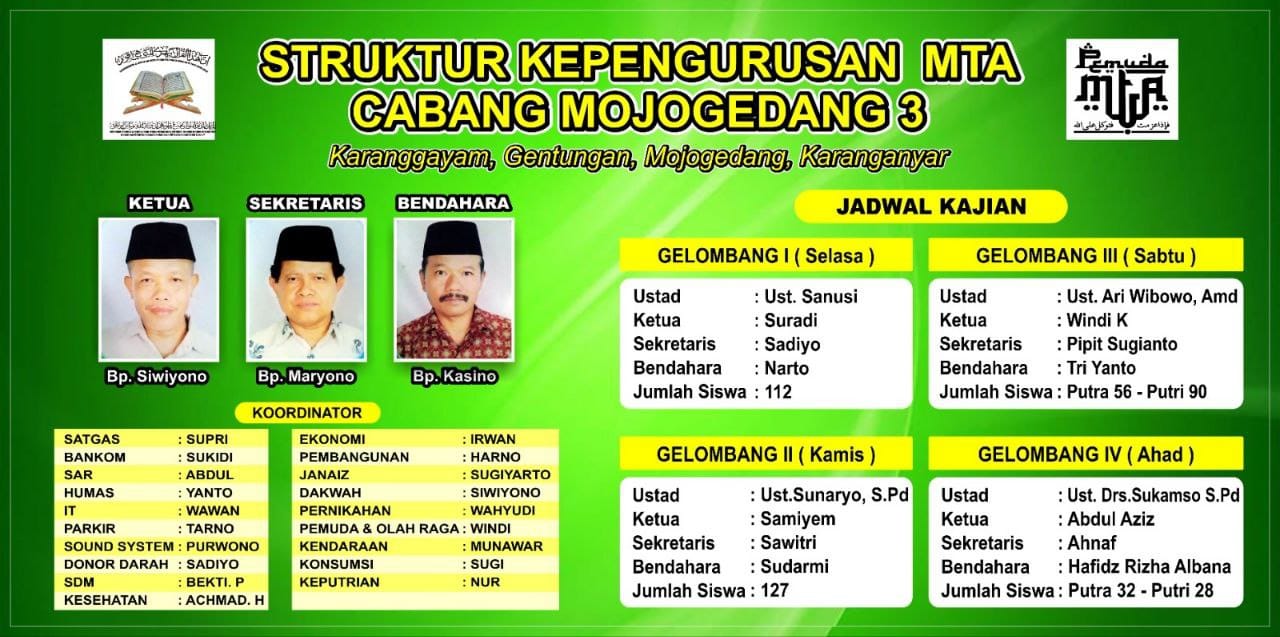 STRUKTUR KEPENGURUSAN MTA
CABANG MOJOGEDANG 3
Karanggayam, Gentungan, Mojogedang, Karanganyar
Pemuda
MTA
فإذا عزمت فتوكل على الله
KETUA
SEKRETARIS
BENDAHARA
Bp. Siwiyono
Bp. Maryono
Bp. Kasino
KOORDINATOR
SATGAS : SUPRI
BANKOM : SUKIDI
SAR : ABDUL
HUMAS : YANTO
IT : WAWAN
PARKIR : TARNO
SOUND SYSTEM : PURWONO
DONOR DARAH : SADIYO
SDM : BEKTI. P
KESEHATAN : ACHMAD. H
EKONOMI : IRWAN
PEMBANGUNAN : HARNO
JANAIZ : SUGIYARTO
DAKWAH : SIWIYONO
PERNIKAHAN : WAHYUDI
PEMUDA & OLAH RAGA : WINDI
KENDARAAN : MUNAWAR
KONSUMSI : SUGI
KEPUTRIAN : NUR
JADWAL KAJIAN
GELOMBANG I ( Selasa )
Ustad : Ust. Sanusi
Ketua : Suradi
Sekretaris : Sadiyo
Bendahara : Narto
Jumlah Siswa : 112
GELOMBANG III ( Sabtu )
Ustad : Ust. Ari Wibowo, Amd
Ketua : Windi K
Sekretaris : Pipit Sugianto
Bendahara : Tri Yanto
Jumlah Siswa : Putra 56 - Putri 90
GELOMBANG II ( Kamis )
Ustad : Ust.Sunaryo, S.Pd
Ketua : Samiyem
Sekretaris : Sawitri
Bendahara : Sudarmi
Jumlah Siswa : 127
GELOMBANG IV ( Ahad )
Ustad : Ust. Drs.Sukamso S.Pd
Ketua : Abdul Aziz
Sekretaris : Ahnaf
Bendahara : Hafidz Rizha Albana
Jumlah Siswa : Putra 32 - Putri 28